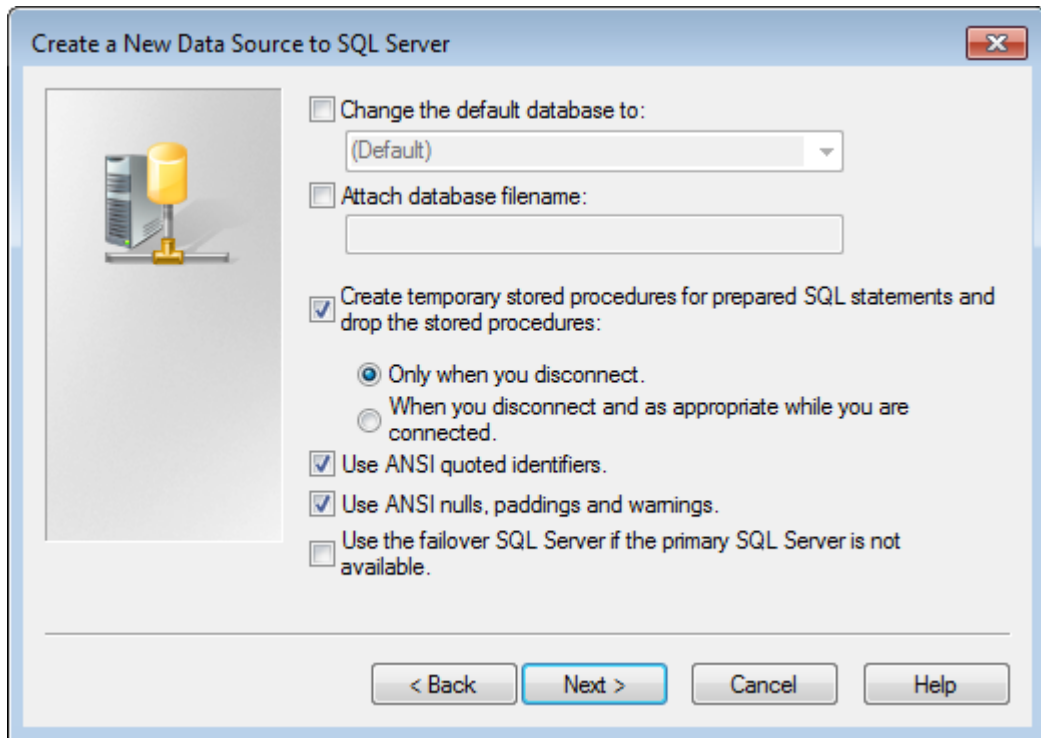 Create a New Data Source to SQL Server
Change the default database to:
(Default)
Attach database filename:
Create temporary stored procedures for prepared SQL statements and
drop the stored procedures:
Only when you disconnect.
When you disconnect and as appropriate while you are
connected.
Use ANSI quoted identifiers.
Use ANSI nulls, paddings and warnings.
Use the failover SQL Server if the primary SQL Server is not
available.
< Back
Next >
Cancel
Help